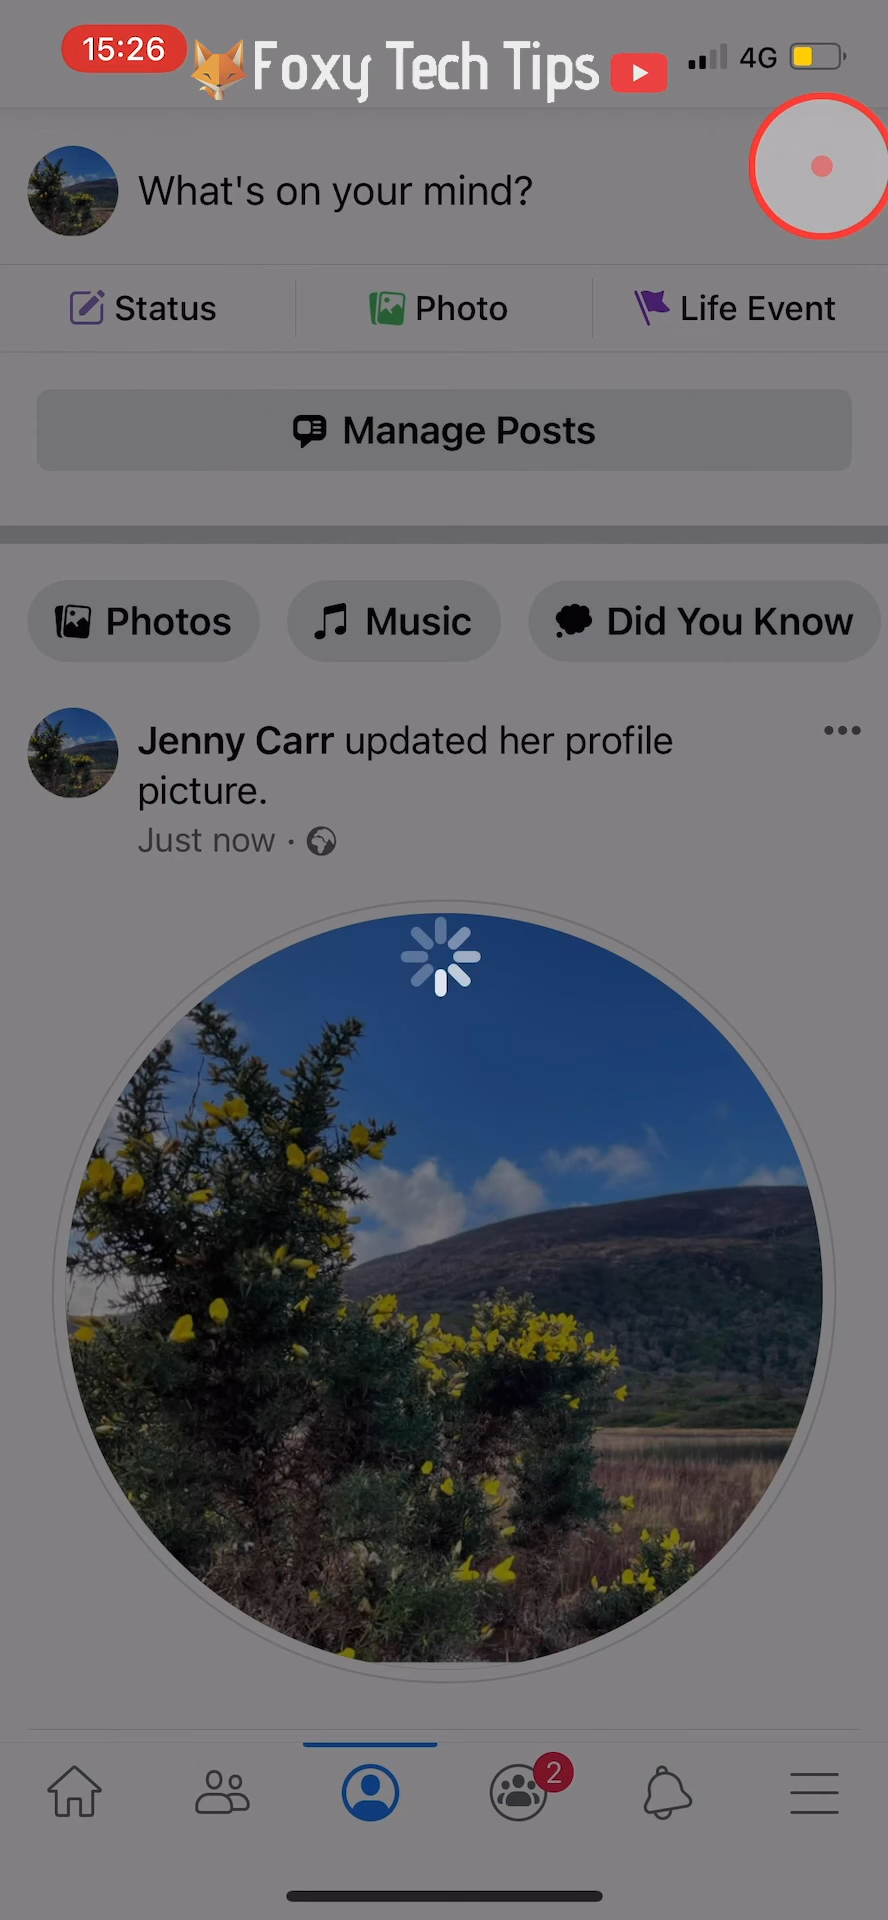 15:26
Foxy Tech Tips
4G
What's on your mind?
Status
Photo
Life Event
Manage Posts
Photos
Music
Did You Know
Jenny Carr updated her profile
picture.
Just now ·
2